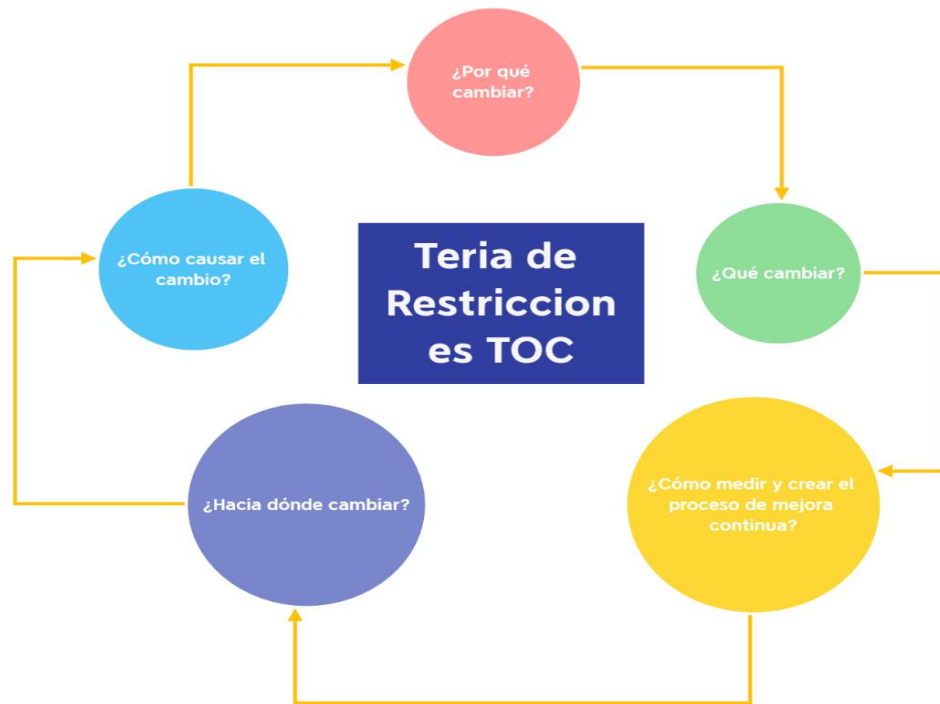 ¿Por qué
cambiar?
¿Qué cambiar?
¿Cómo medir y crear el
proceso de mejora
continua?
¿Hacia dónde cambiar?
¿Cómo causar el
cambio?
Teria de
Restriccion
es TOC